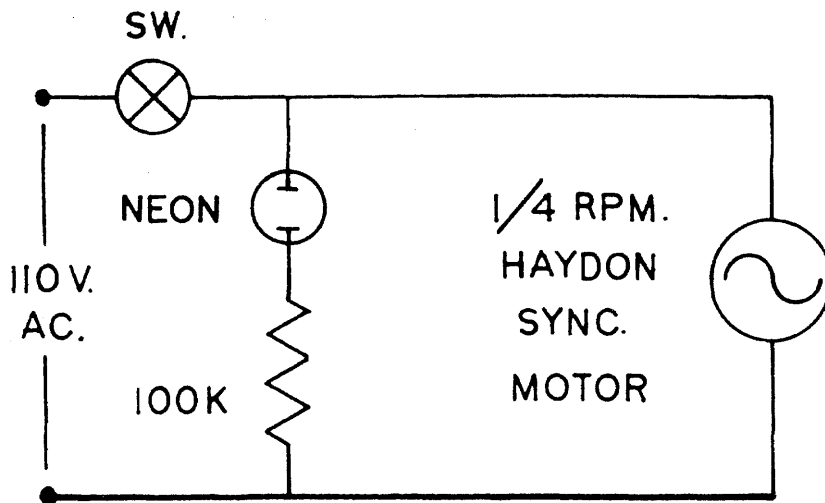 SW.
NEON
110 V.
AC.
100K
1/4 RPM.
HAYDON
SYNC.
MOTOR